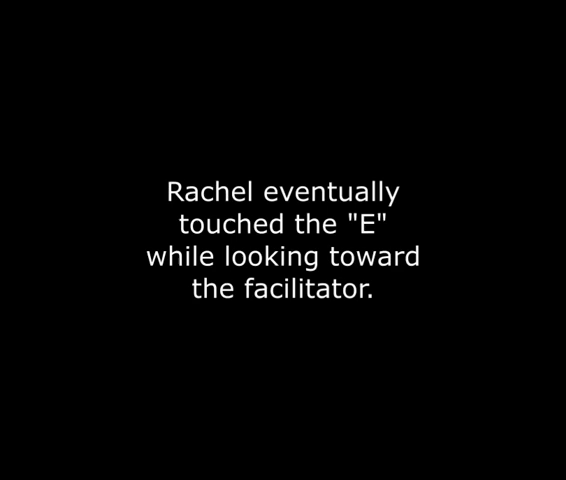 Rachel eventually
touched the "E"
while looking toward
the facilitator.